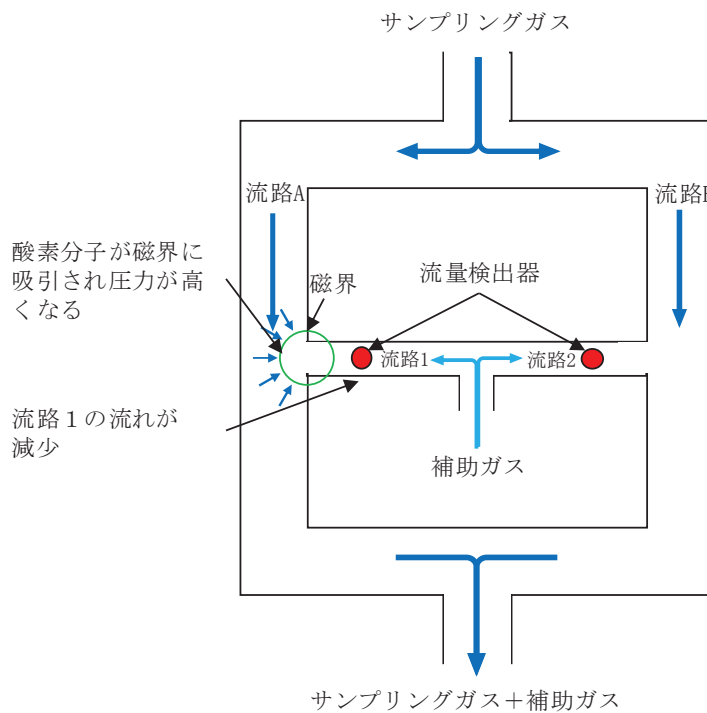 サンプリングガス
流路A
流路
酸素分子が磁界に
吸引され圧力が高
くなる
磁界
流量検出器
流路1
流路2
流路１の流れが
減少
補助ガス
サンプリングガス＋補助ガス